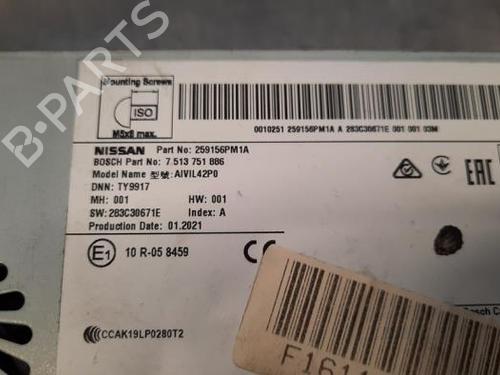 B-PARTS
Mounting Screws
ISO
M5x8 max.
0010251 259156PM1A A 283C30671E 001 001 03M
NISSAN Part No: 259156PM1A
BOSCH Part No: 7 513 751 886
Model Name 型號: AIVIL42P0
DNN: TY9917
MH: 001 HW: 001
SW: 283C30671E Index: A
Production Date: 01.2021
E1 10 R-05 8459 CE
EAC
Bosch
CCAK19LP0280T2
F161